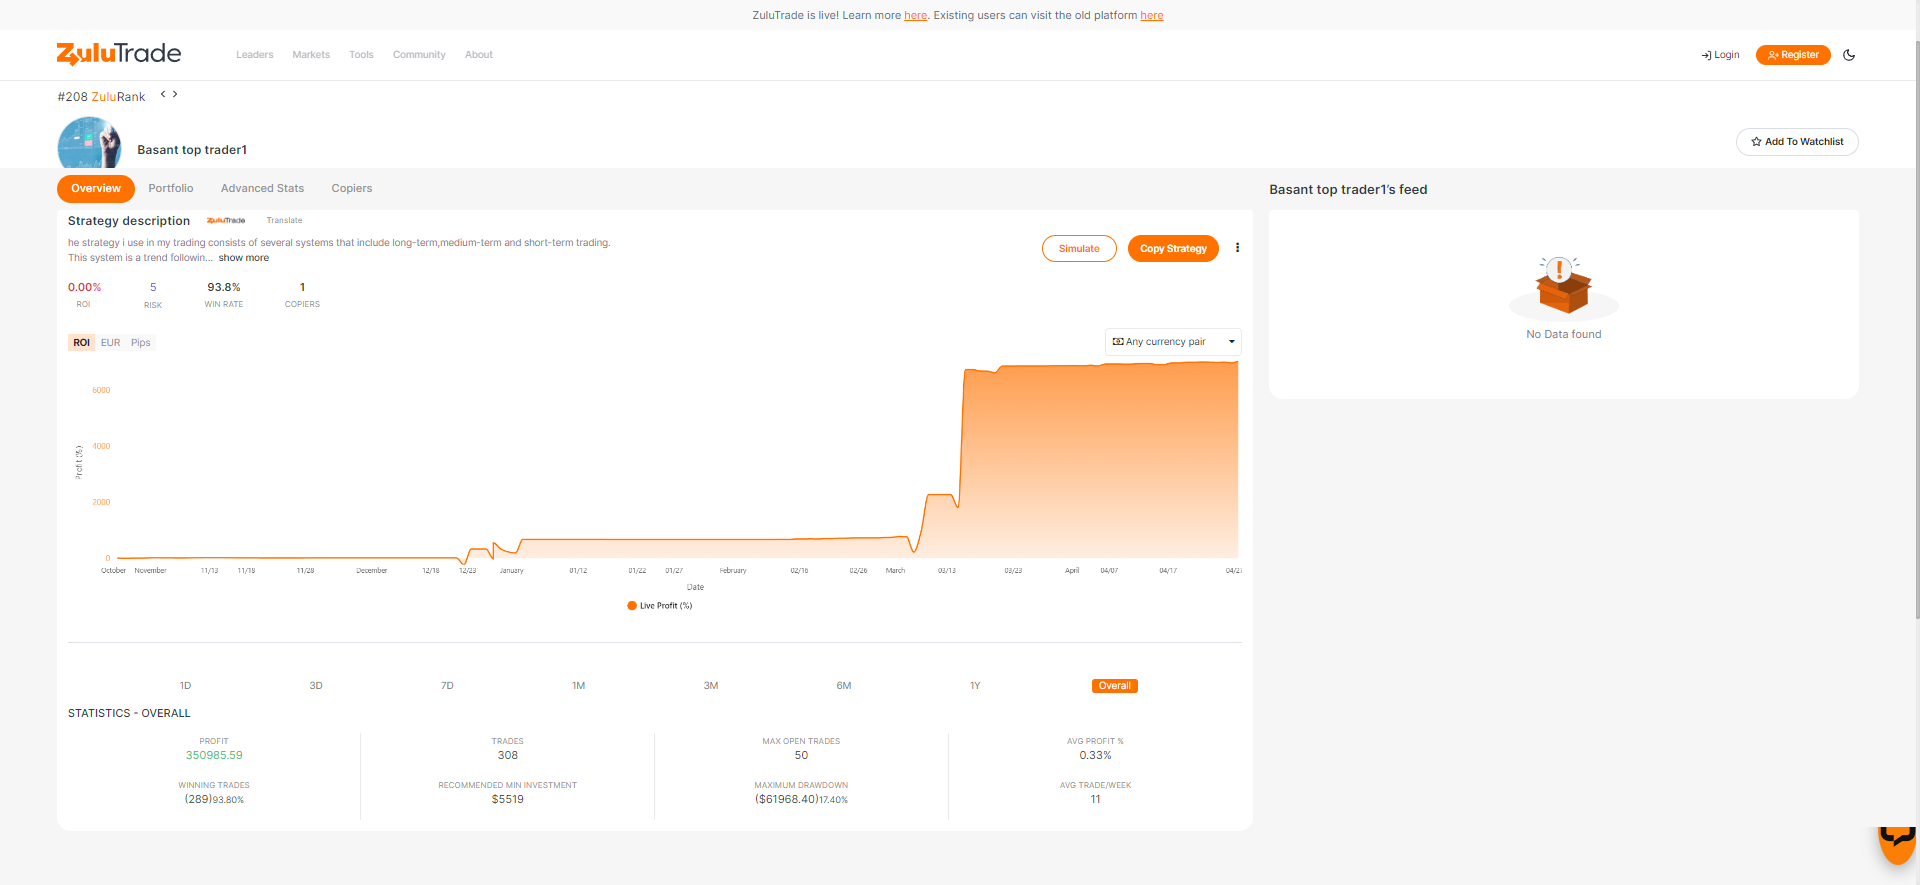 ZuluTrade is live! Learn more here. Existing users can visit the old platform here
ZuluTrade
Leaders Markets Tools Community About
Login
Register
#208 ZuluRank
Basant top trader1
Add To Watchlist
Overview Portfolio Advanced Stats Copiers
Basant top trader1's feed
Strategy description ZuluTrade Translate
he strategy i use in my trading consists of several systems that include long-term,medium-term and short-term trading.
This system is a trend followin... show more
Simulate
Copy Strategy
0.00% 5 93.8% 1
ROI RISK WIN RATE COPIERS
No Data found
ROI EUR Pips
Any currency pair
Profit (%)
6000
4000
2000
0
October November 11/13 11/18 11/28 December 12/18 12/23 January 01/12 01/22 01/27 February 02/16 02/26 March 03/13 03/23 April 04/07 04/17 04/27
Date
Live Profit (%)
1D 3D 7D 1M 3M 6M 1Y Overall
STATISTICS - OVERALL
PROFIT TRADES MAX OPEN TRADES AVG PROFIT %
350985.59 308 50 0.33%
WINNING TRADES RECOMMENDED MIN INVESTMENT MAXIMUM DRAWDOWN AVG TRADE/WEEK
(289)93.80% $5519 ($61968.40)17.40% 11